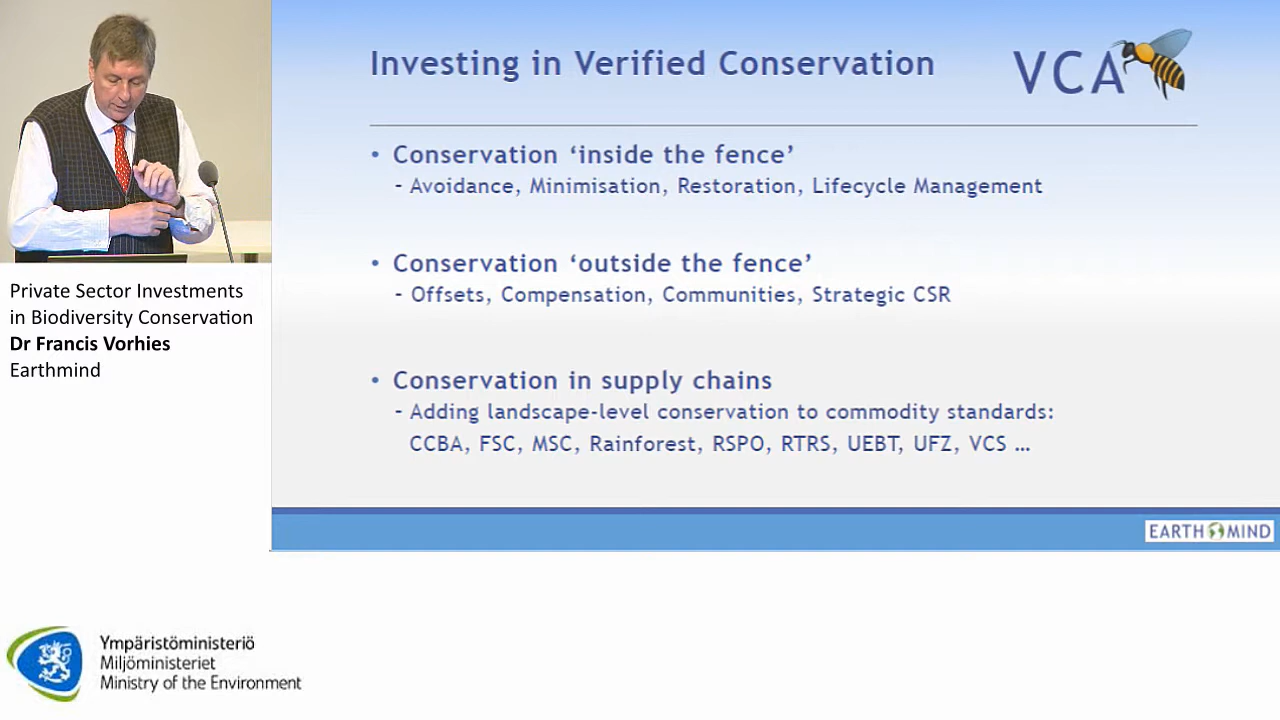 Investing in Verified Conservation
VCA
• Conservation ‘inside the fence’
- Avoidance, Minimisation, Restoration, Lifecycle Management
• Conservation ‘outside the fence’
- Offsets, Compensation, Communities, Strategic CSR
• Conservation in supply chains
- Adding landscape-level conservation to commodity standards:
CCBA, FSC, MSC, Rainforest, RSPO, RTRS, UEBT, UFZ, VCS ...
EARTH MIND
Private Sector Investments
in Biodiversity Conservation
Dr Francis Vorhies
Earthmind
Ympäristöministeriö
Miljöministeriet
Ministry of the Environment